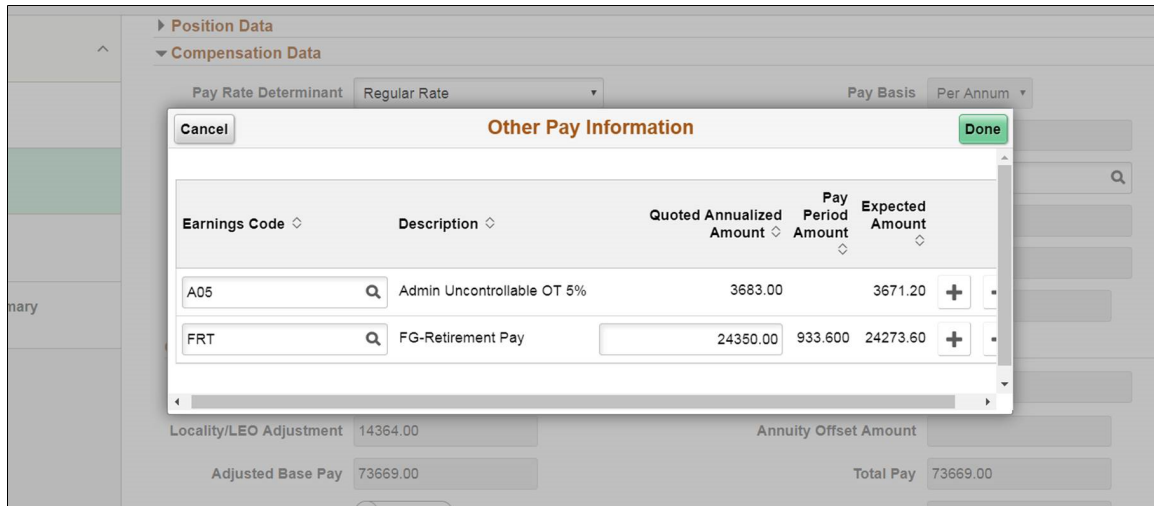 Position Data
Compensation Data
Pay Rate Determinant Regular Rate Pay Basis Per Annum
Cancel Other Pay Information Done
Earnings Code Description Quoted Annualized Amount Pay Period Amount Expected Amount
A05 Admin Uncontrollable OT 5% 3683.00 3671.20
FRT FG-Retirement Pay 24350.00 933.600 24273.60
mary
Locality/LEO Adjustment 14364.00 Annuity Offset Amount
Adjusted Base Pay 73669.00 Total Pay 73669.00